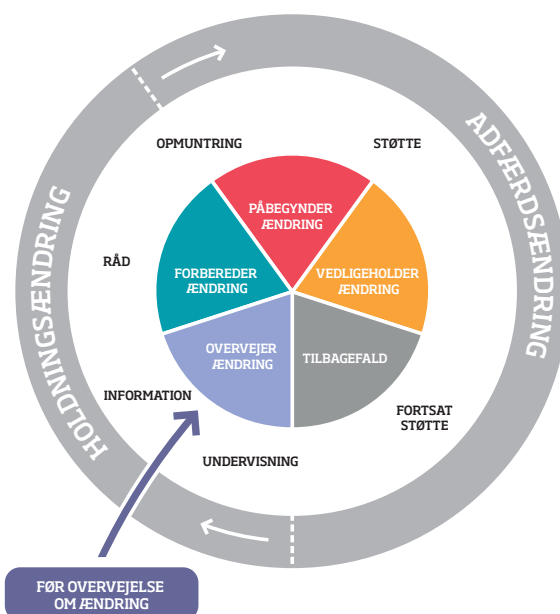 HOLDNINGSÆNDRING
ADFÆRDSÆNDRING
OPMUNTRING
STØTTE
RÅD
INFORMATION
UNDERVISNING
FORTSAT
STØTTE
PÅBEGYNDER
ÆNDRING
FORBEREDER
ÆNDRING
VEDLIGEHOLDER
ÆNDRING
OVERVEJER
ÆNDRING
TILBAGEFALD
FØR OVERVEJELSE
OM ÆNDRING